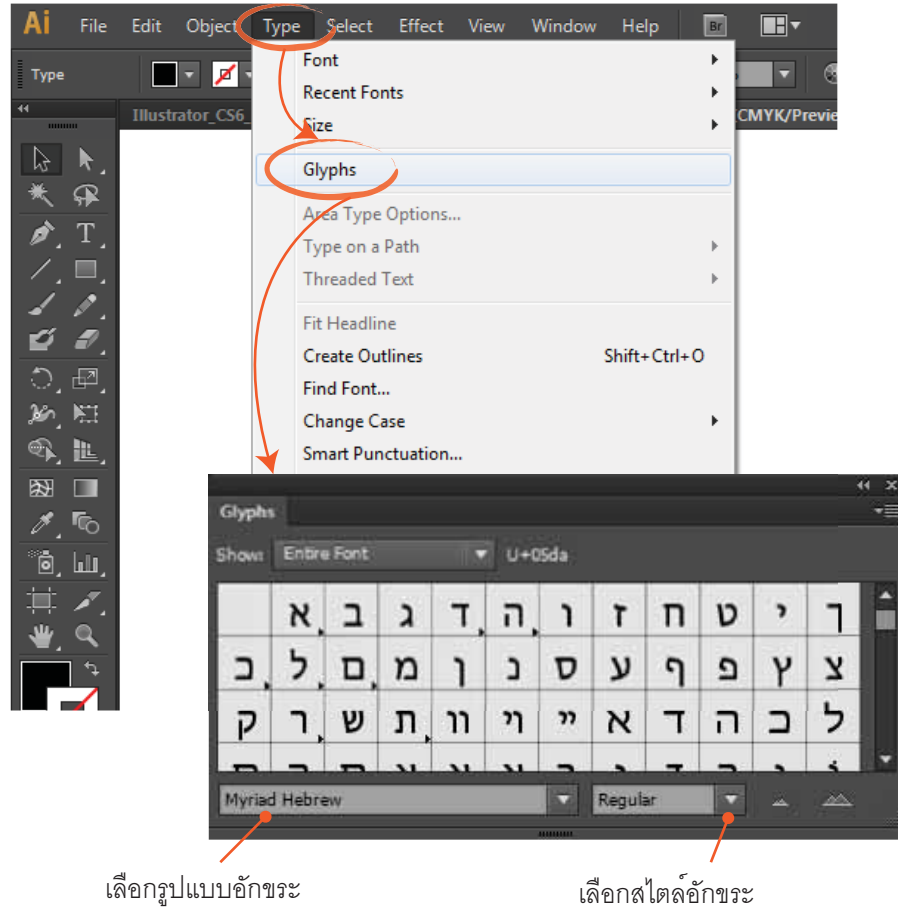 Ai File Edit Object Type Select Effect View Window Help Br
Type
Illustrator_CS6_ CMYK/Previe
Font
Recent Fonts
Size
Glyphs
Area Type Options...
Type on a Path
Threaded Text
Fit Headline
Create Outlines Shift+Ctrl+O
Find Font...
Change Case
Smart Punctuation...
Glyphs
Show: Entire Font U+05da
א ב ג ד ה ו ז ח ט י ך
כ ל ם מ ן נ ס ע ף פ ץ צ
ק ר ש ת װ ױ ײ א ד ה כ ל
Myriad Hebrew Regular
เลือกรูปแบบอักขระ เลือกสไตล์อักขระ